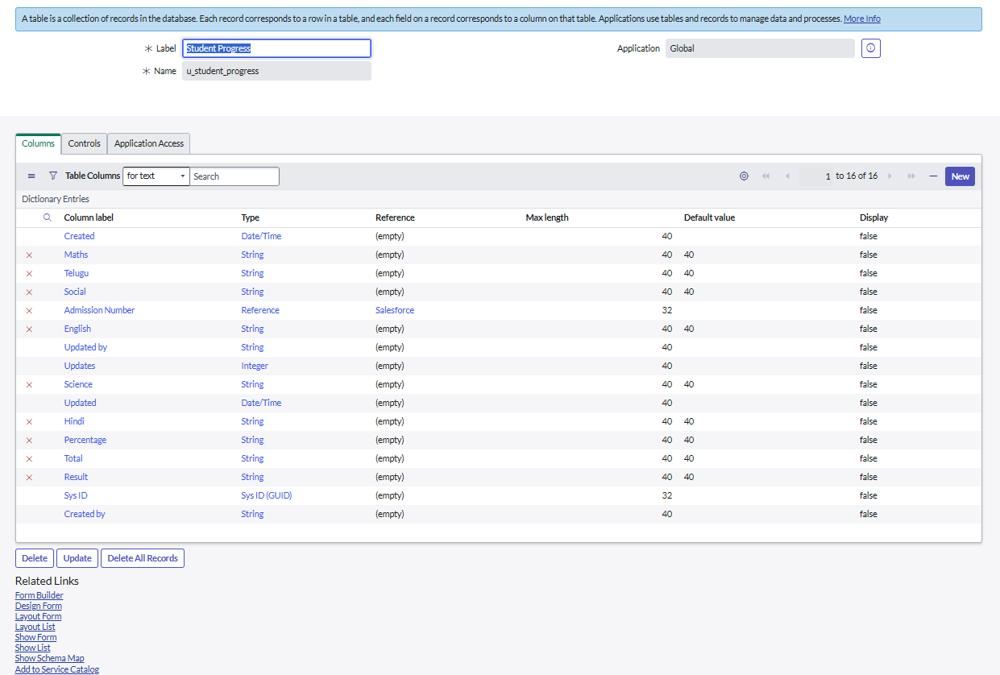 A table is a collection of records in the database. Each record corresponds to a row in a table, and each field on a record corresponds to a column on that table. Applications use tables and records to manage data and processes. More Info
Label Student Progress Application Global
Name u_student_progress
Columns Controls Application Access
Table Columns for text Search 1 to 16 of 16 New
Dictionary Entries
Column label Type Reference Max length Default value Display
Created Date/Time (empty) 40 false
Maths String (empty) 40 40 false
Telugu String (empty) 40 40 false
Social String (empty) 40 40 false
Admission Number Reference Salesforce 32 false
English String (empty) 40 40 false
Updated by String (empty) 40 false
Updates Integer (empty) 40 false
Science String (empty) 40 40 false
Updated Date/Time (empty) 40 false
Hindi String (empty) 40 40 false
Percentage String (empty) 40 40 false
Total String (empty) 40 40 false
Result String (empty) 40 40 false
Sys ID Sys ID (GUID) (empty) 32 false
Created by String (empty) 40 false
Delete Update Delete All Records
Related Links
Form Builder
Design Form
Layout Form
Layout List
Show Form
Show List
Show Schema Map
Add to Service Catalog